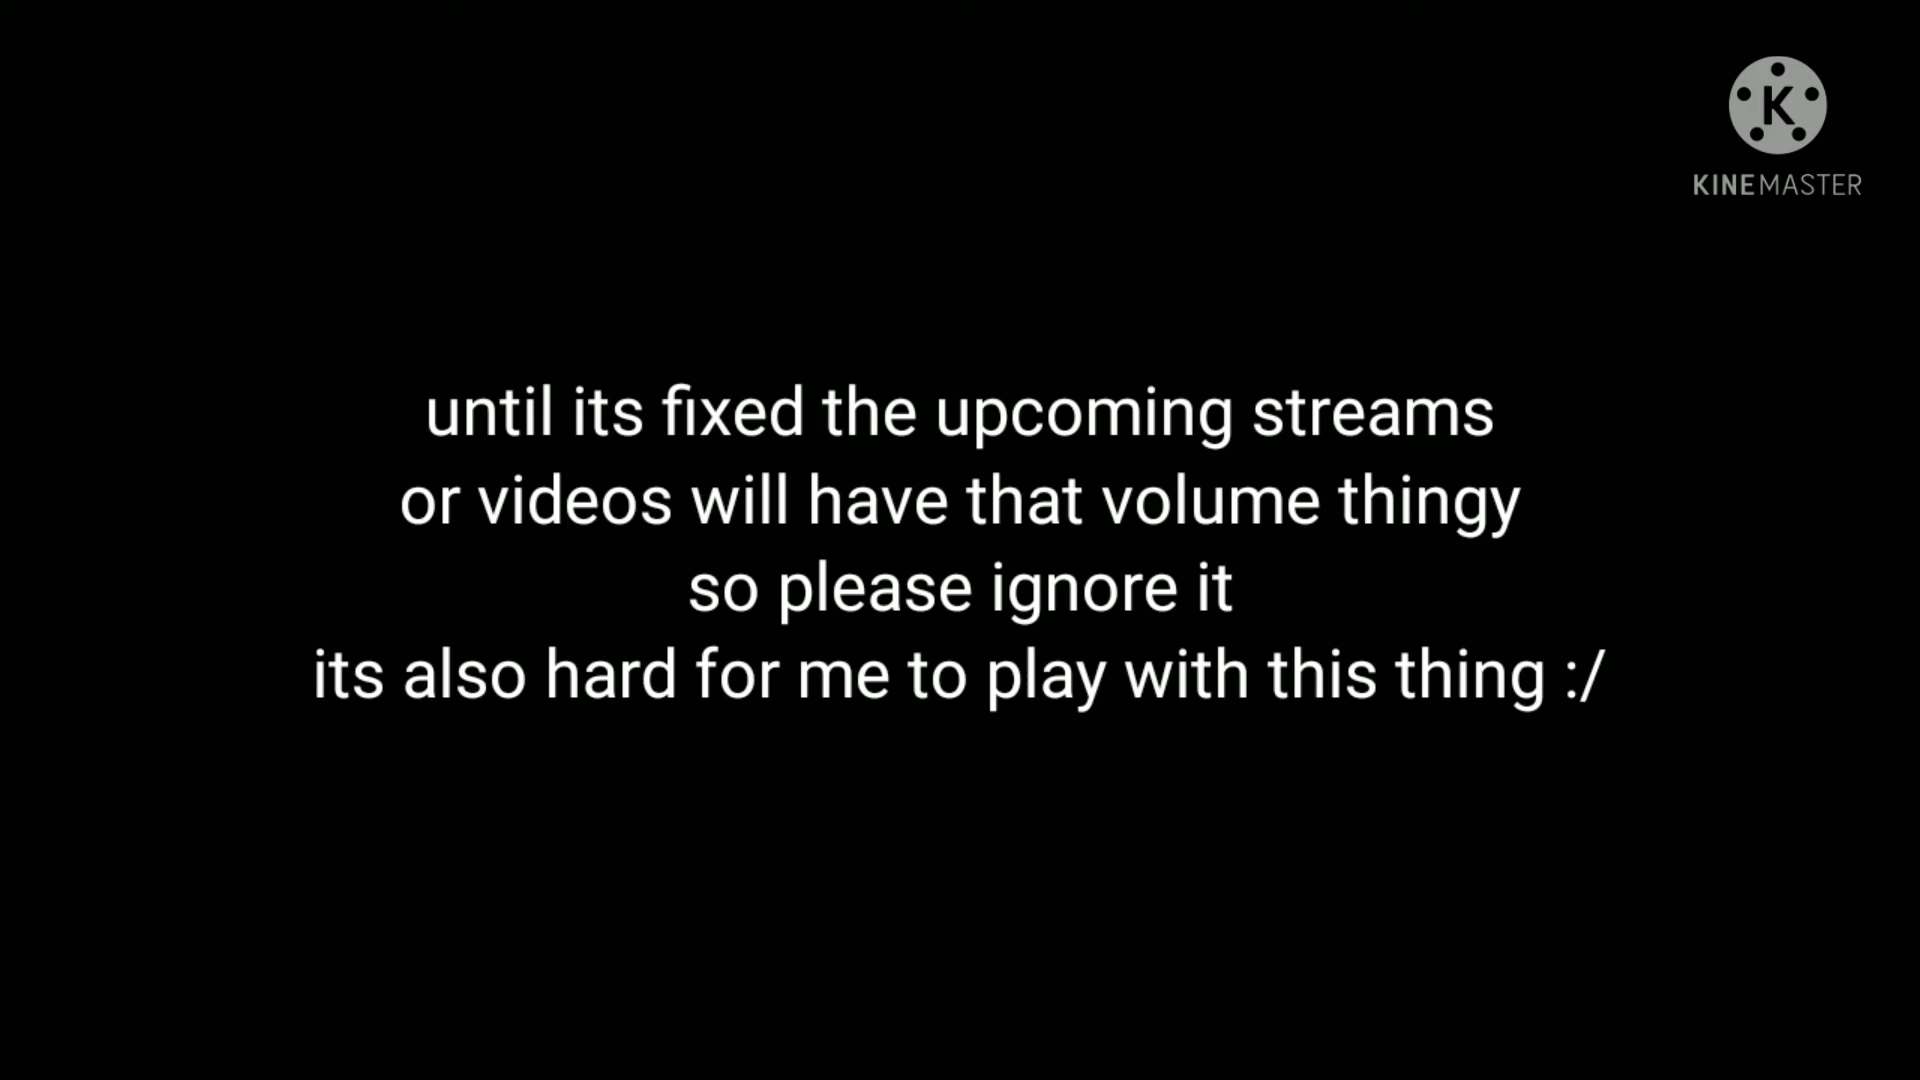 K
KINEMASTER
until its fixed the upcoming streams
or videos will have that volume thingy
so please ignore it
its also hard for me to play with this thing :/